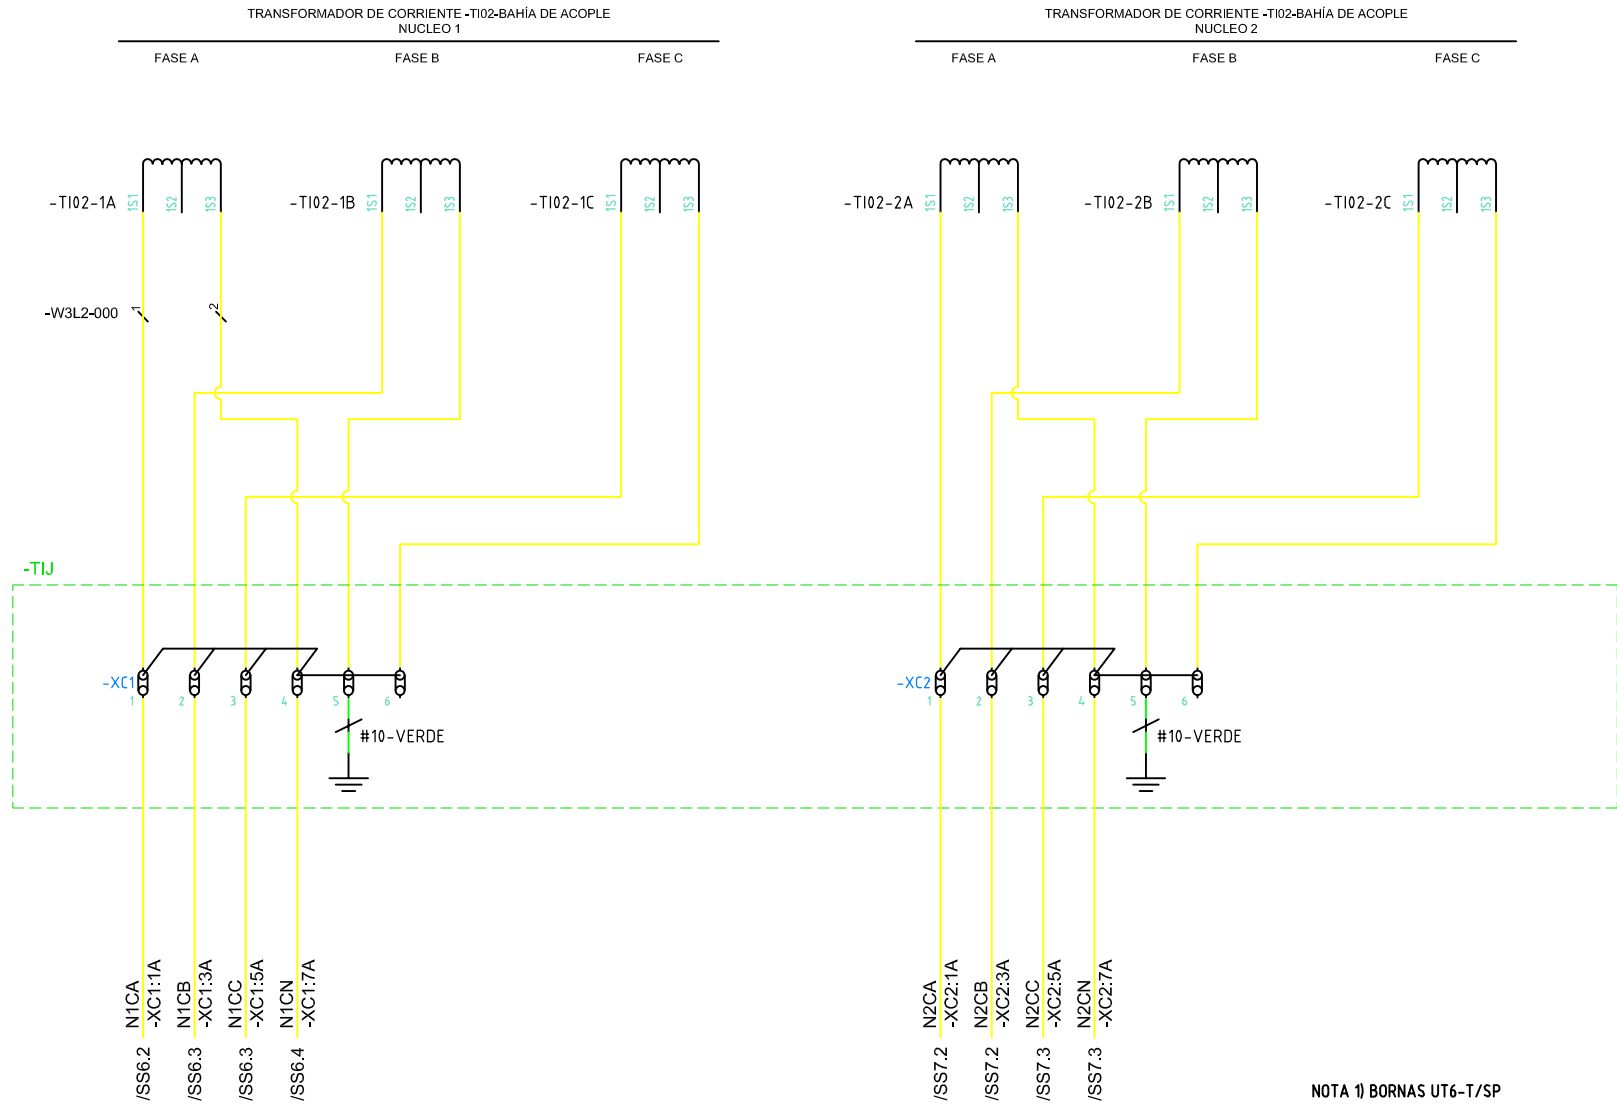 TRANSFORMADOR DE CORRIENTE -TI02-BAHÍA DE ACOPLE
NUCLEO 1
FASE A
FASE B
FASE C
TRANSFORMADOR DE CORRIENTE -TI02-BAHÍA DE ACOPLE
NUCLEO 2
FASE A
FASE B
FASE C
-TI02-1A 1S1 1S2 1S3
-TI02-1B 1S1 1S2 1S3
-TI02-1C 1S1 1S2 1S3
-TI02-2A 1S1 1S2 1S3
-TI02-2B 1S1 1S2 1S3
-TI02-2C 1S1 1S2 1S3
-W3L2-000 1 2
-TIJ
-XC1
1 2 3 4 5 6
#10-VERDE
-XC2
1 2 3 4 5 6
#10-VERDE
N1CA
-XC1:1A
N1CB
-XC1:3A
N1CC
-XC1:5A
N1CN
-XC1:7A
N2CA
-XC2:1A
N2CB
-XC2:3A
N2CC
-XC2:5A
N2CN
-XC2:7A
/SS6.2
/SS6.3
/SS6.3
/SS6.4
/SS7.2
/SS7.2
/SS7.3
/SS7.3
NOTA 1) BORNAS UT6-T/SP